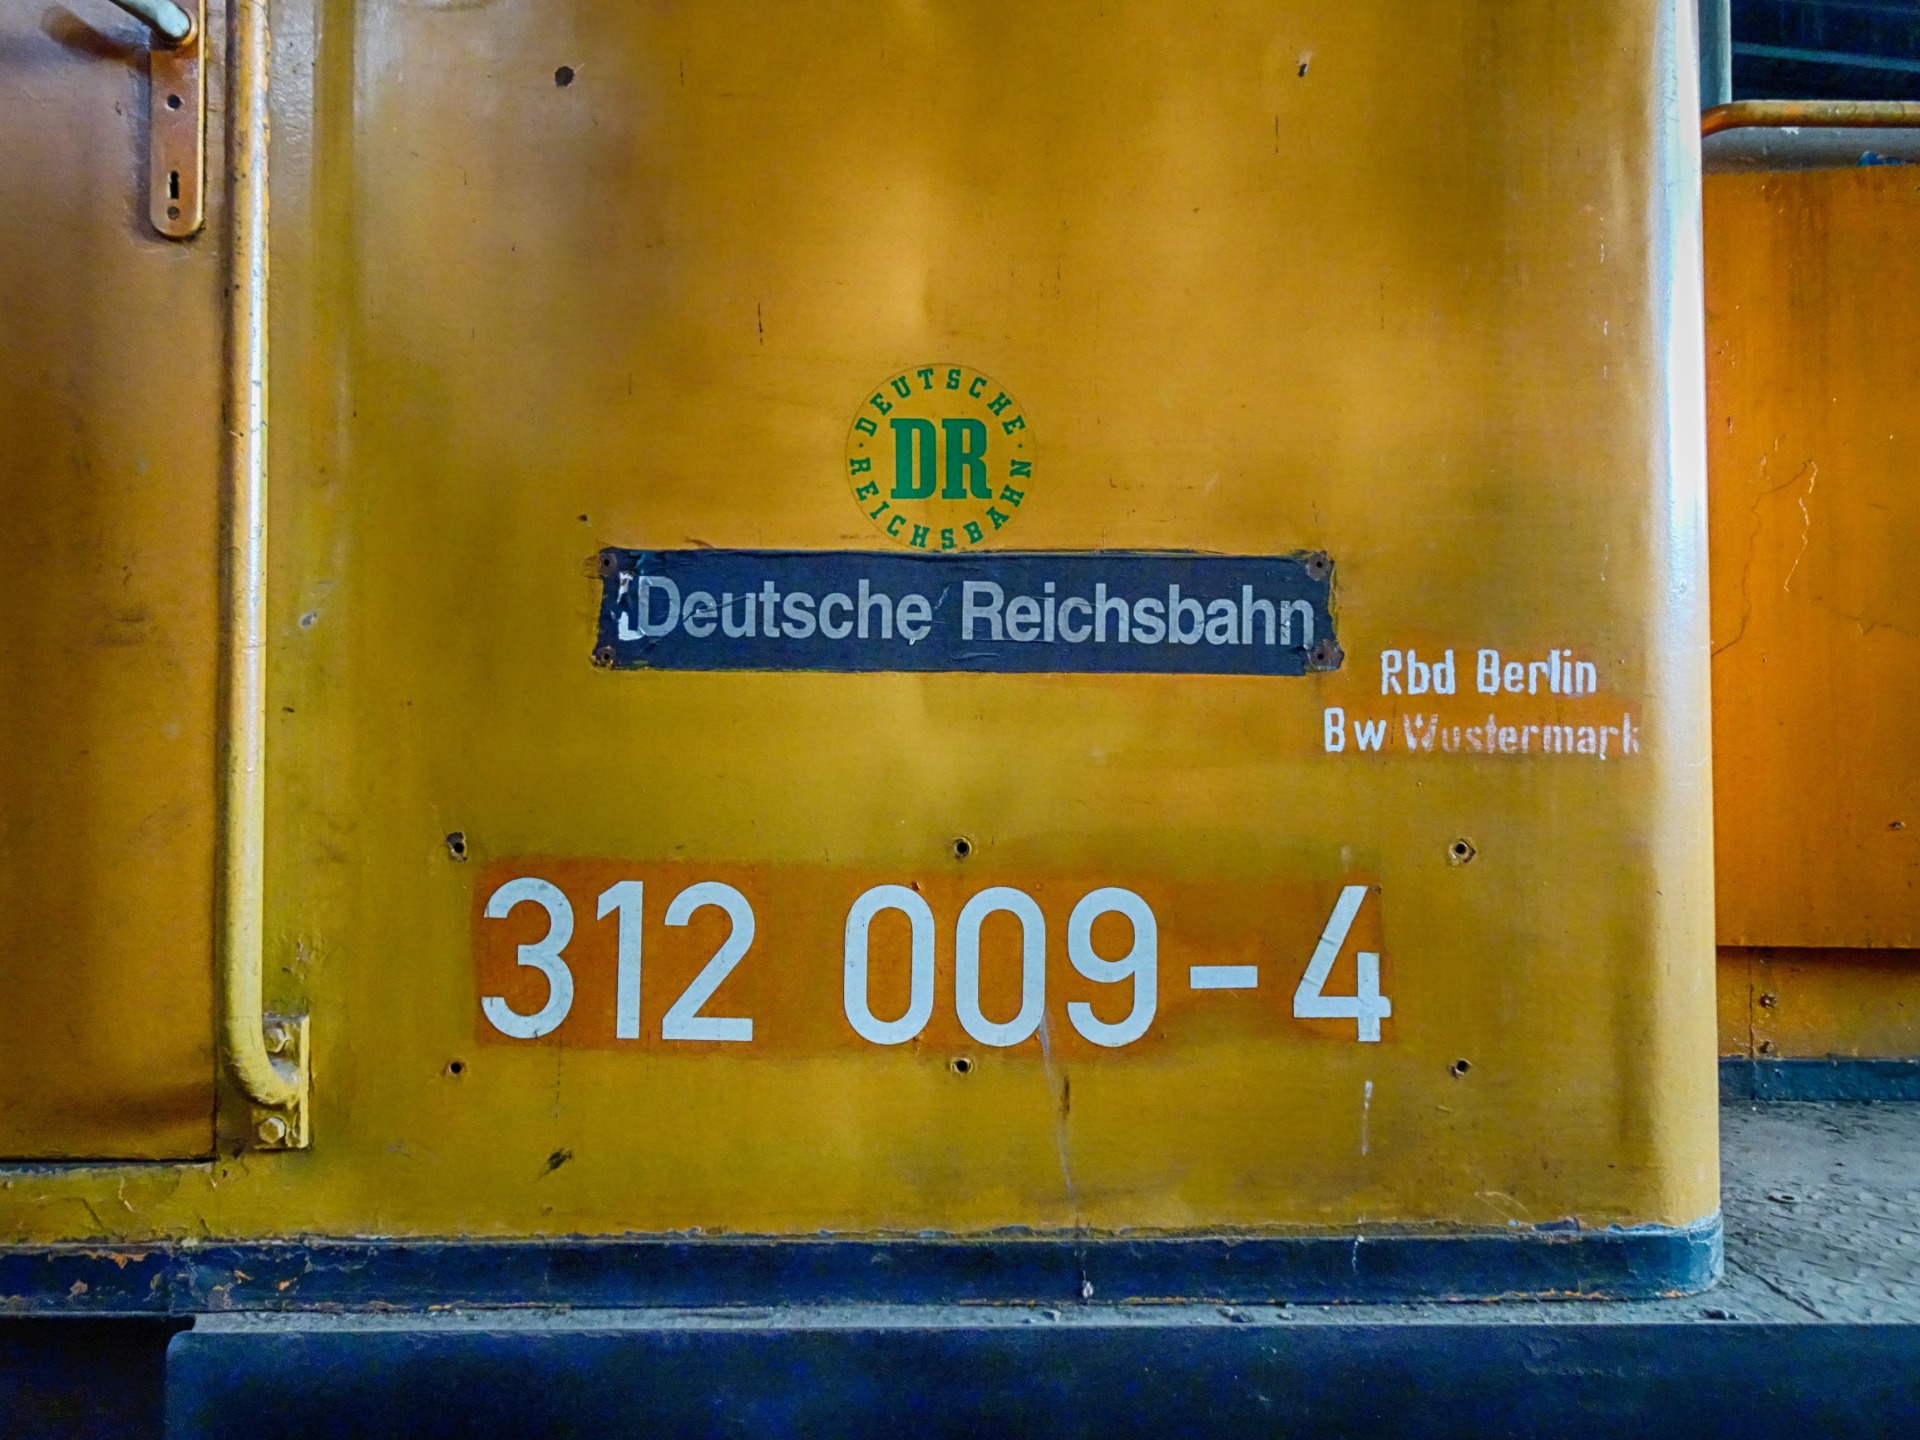 DEUTSCHE
DR
REICHSBAHN
Deutsche Reichsbahn
Rbd Berlin
Bw Wustermark
312 009-4